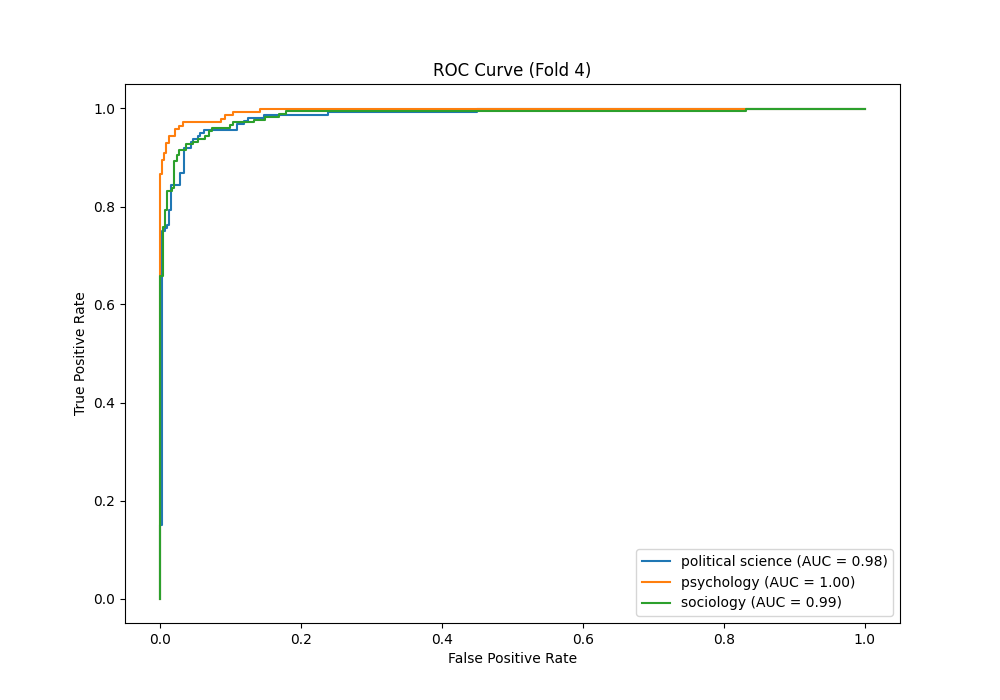 ROC Curve (Fold 4)
1.0
0.8
0.6
0.4
0.2
0.0
True Positive Rate
political science (AUC = 0.98)
psychology (AUC = 1.00)
sociology (AUC = 0.99)
0.0 0.2 0.4 0.6 0.8 1.0
False Positive Rate